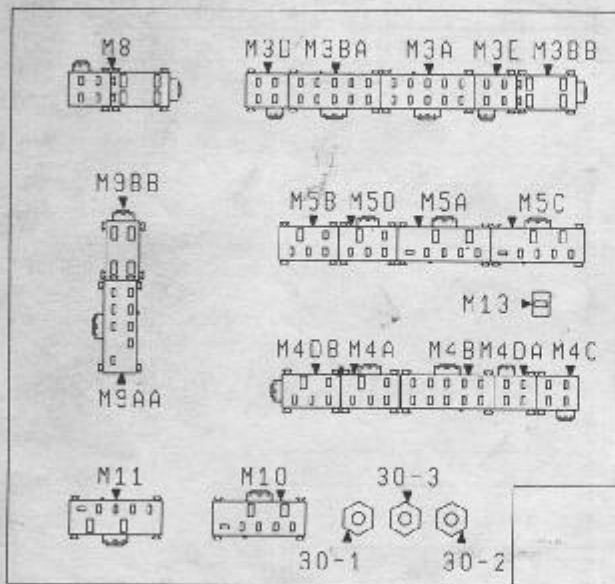 M8 M3D M3BA M3A M3E M3BB
M9BB
M5B M5D M5A M5C
M13
M4DB M4A M4B M4DA M4C
M9AA
M11 M10 30-3
30-1 30-2